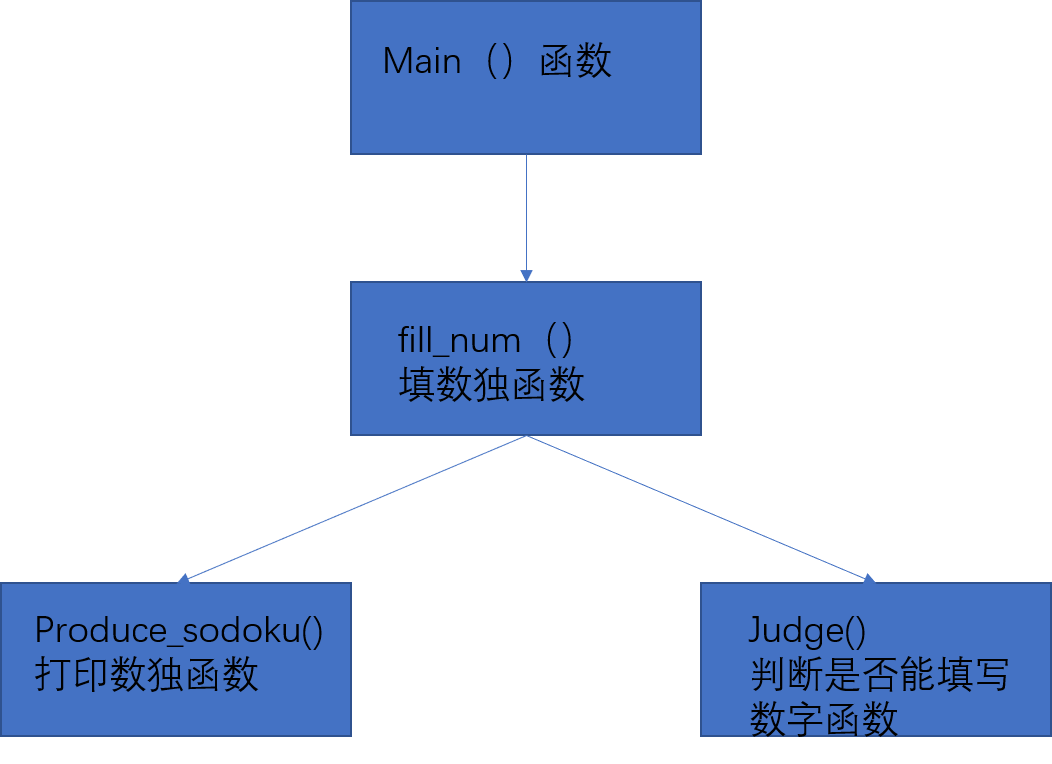 Main（）函数
fill_num（）
填数独函数
Produce_sodoku()
打印数独函数
Judge()
判断是否能填写
数字函数